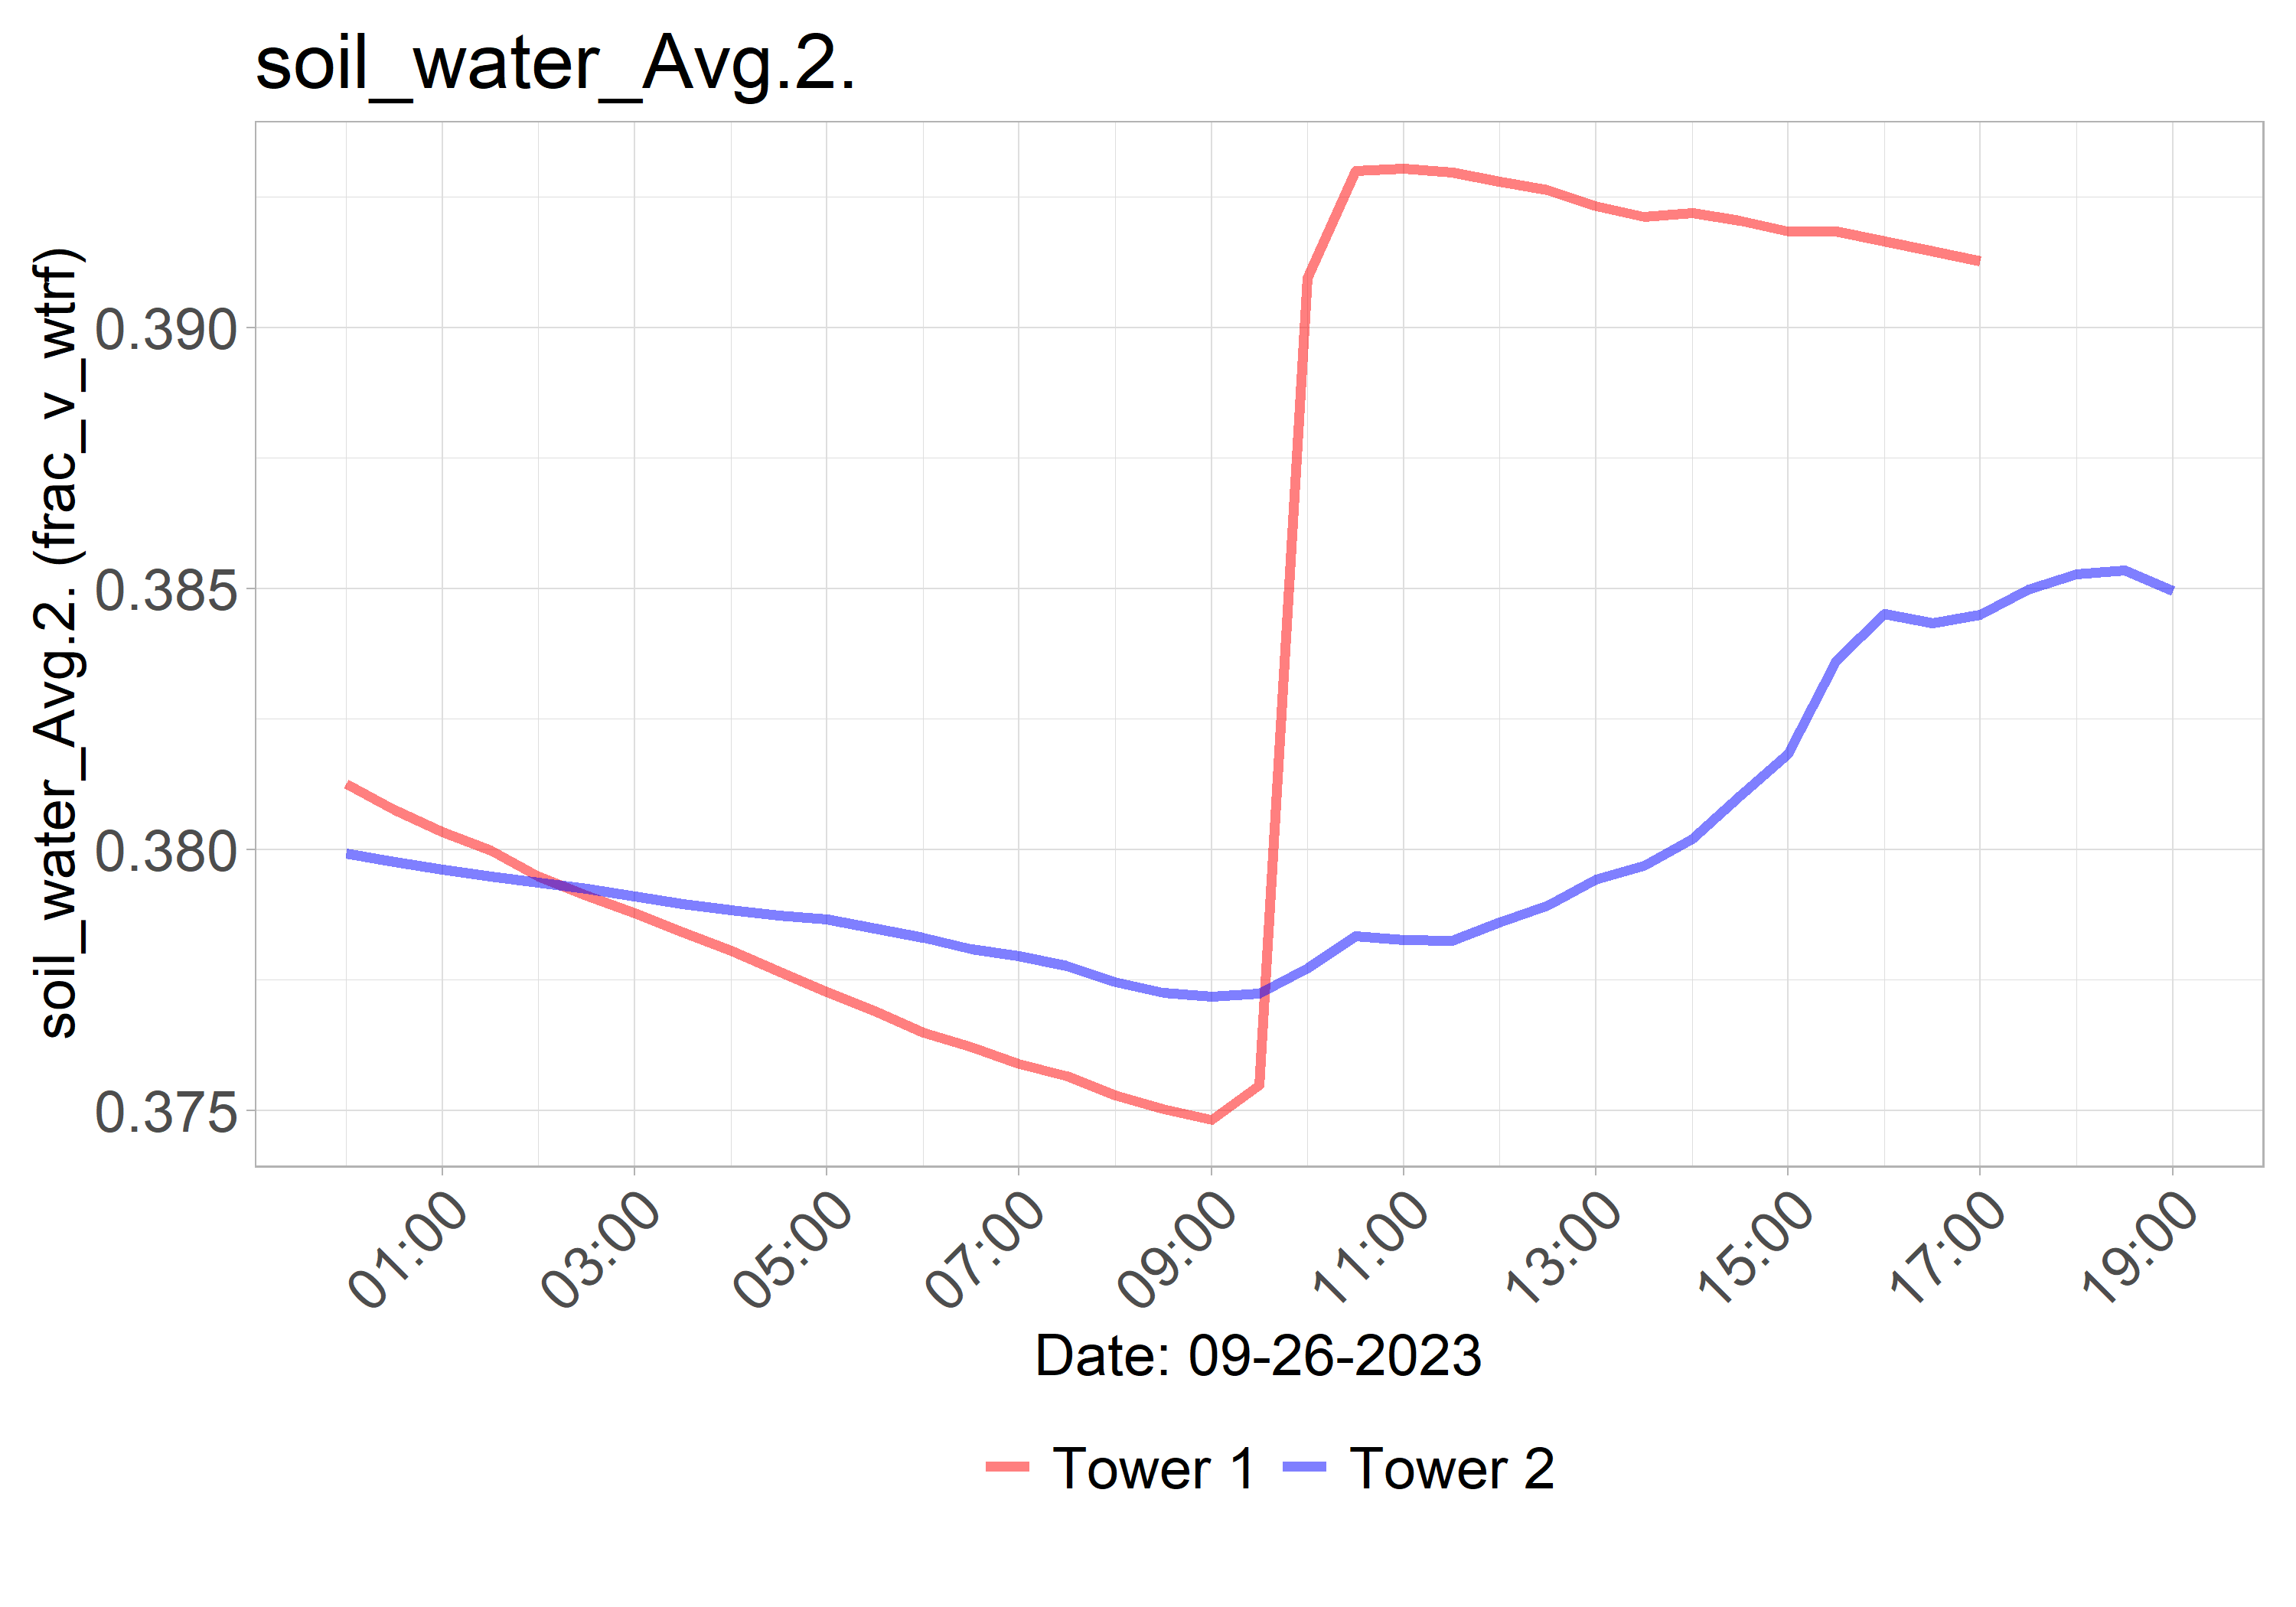 soil_water_Avg.2.
soil_water_Avg.2. (frac_v_wtrf)
0.390
0.385
0.380
0.375
01:00 03:00 05:00 07:00 09:00 11:00 13:00 15:00 17:00 19:00
Date: 09-26-2023
Tower 1 Tower 2